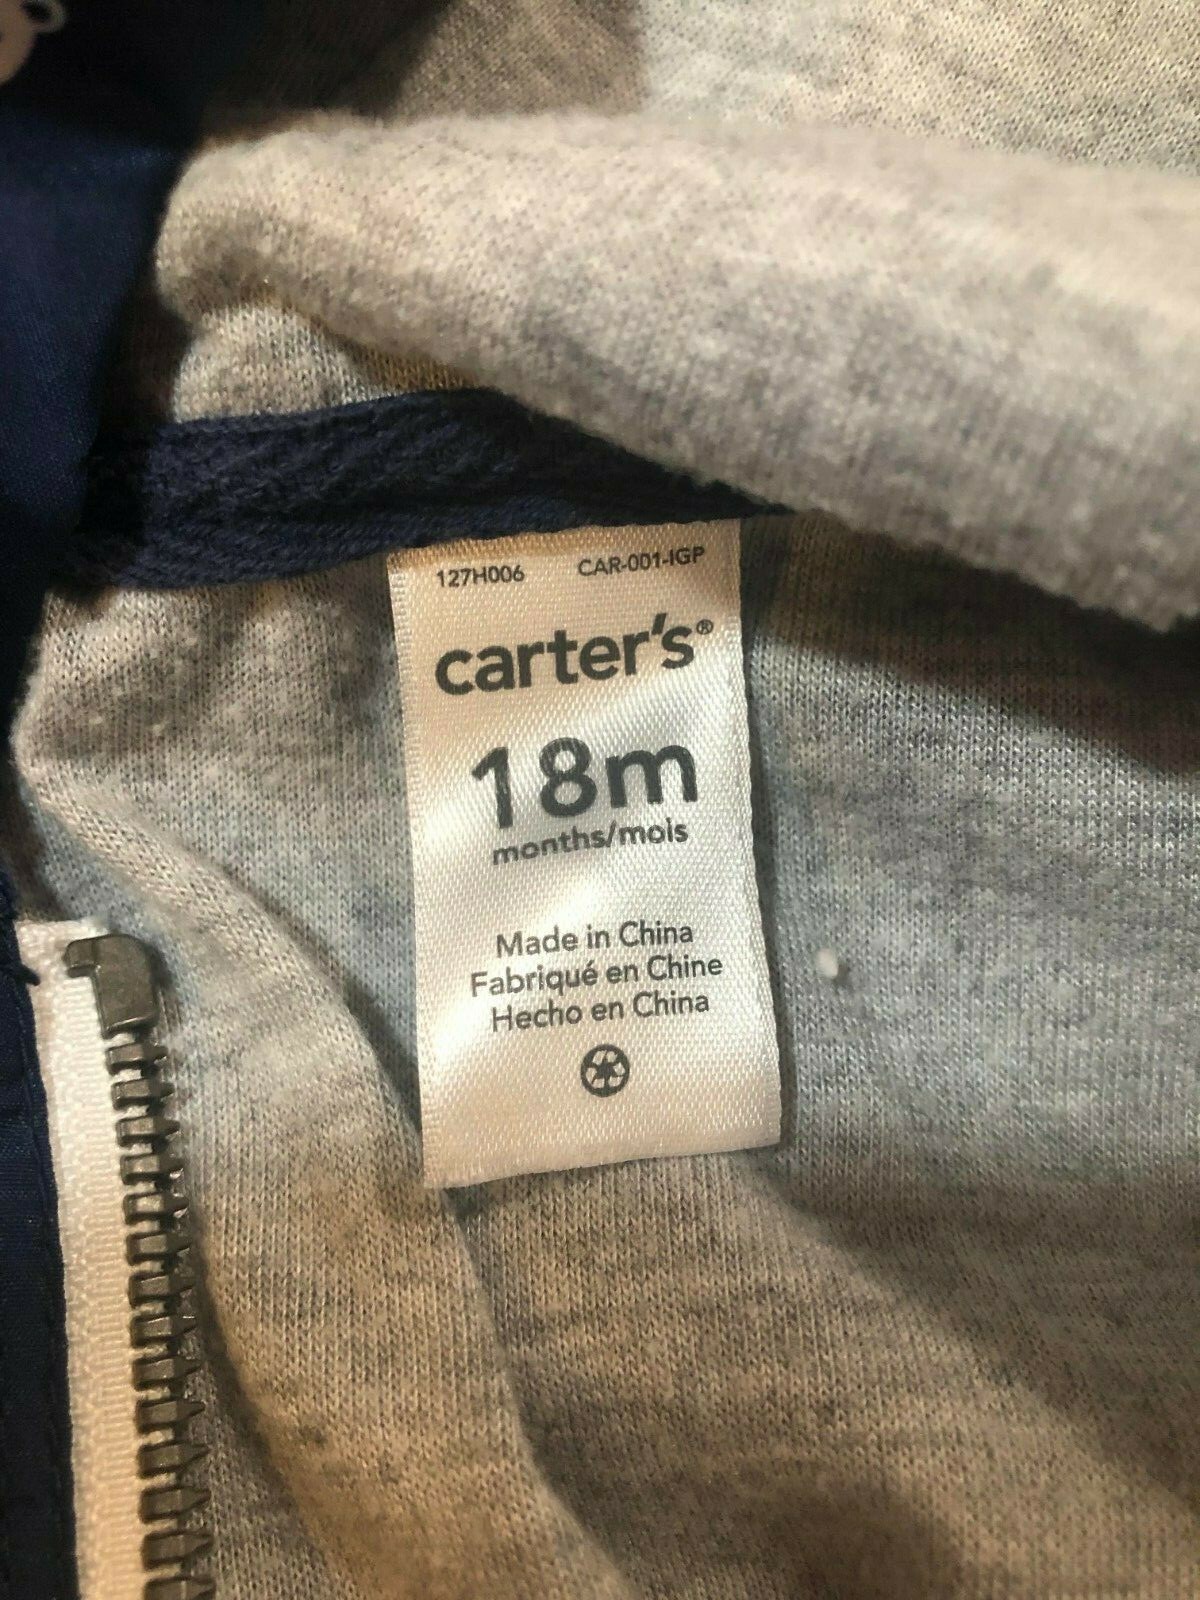 127H006 CAR-001-IGP
carter's®
18m
months/mois
Made in China
Fabriqué en Chine
Hecho en China